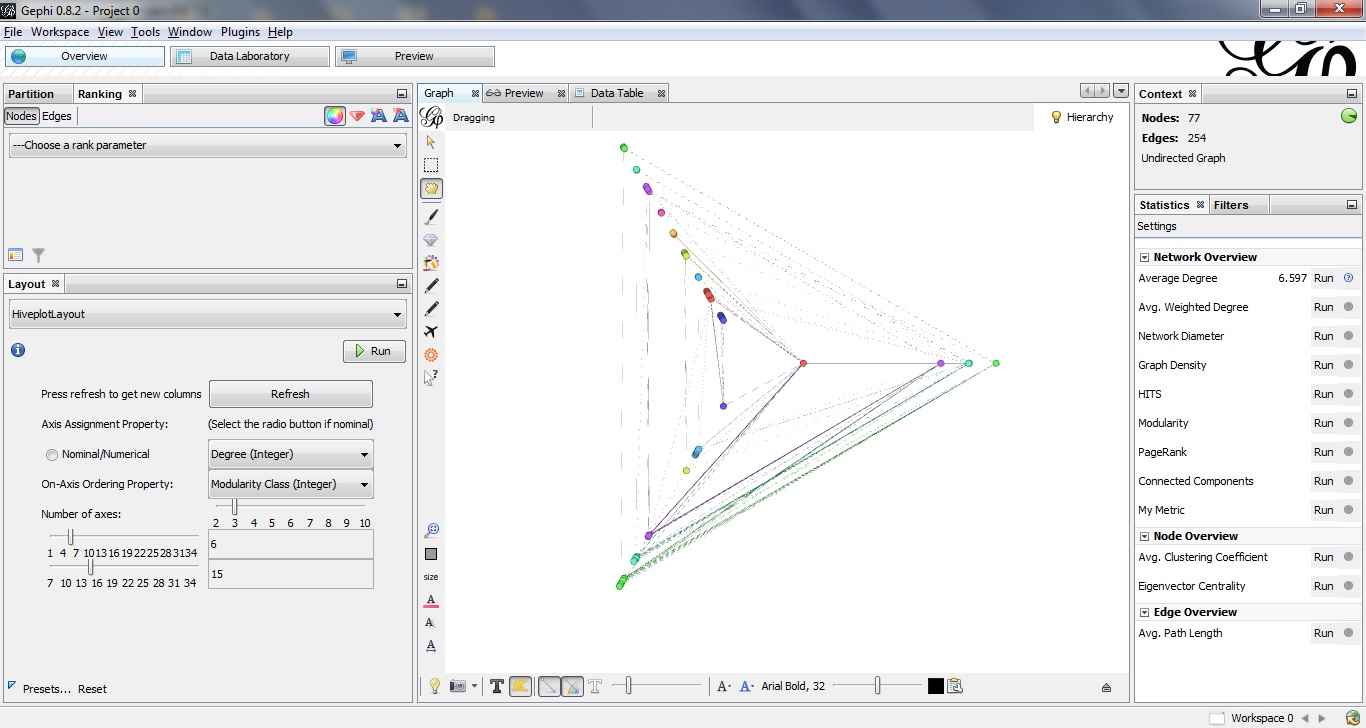 Gephi 0.8.2 - Project 0
File Workspace View Tools Window Plugins Help
Overview Data Laboratory Preview
Partition Ranking
Nodes Edges
---Choose a rank parameter
Layout
HiveplotLayout
Run
Press refresh to get new columns Refresh
Axis Assignment Property: (Select the radio button if nominal)
Nominal/Numerical Degree (Integer)
On-Axis Ordering Property: Modularity Class (Integer)
Number of axes:
2 3 4 5 6 7 8 9 10
1 4 7 10 13 16 19 22 25 28 31 34
6
7 10 13 16 19 22 25 28 31 34
15
Presets... Reset
Graph Preview Data Table
Dragging Hierarchy
size
Arial Bold, 32
Context
Nodes: 77
Edges: 254
Undirected Graph
Statistics Filters
Settings
Network Overview
Average Degree 6.597 Run
Avg. Weighted Degree Run
Network Diameter Run
Graph Density Run
HITS Run
Modularity Run
PageRank Run
Connected Components Run
My Metric Run
Node Overview
Avg. Clustering Coefficient Run
Eigenvector Centrality Run
Edge Overview
Avg. Path Length Run
Workspace 0